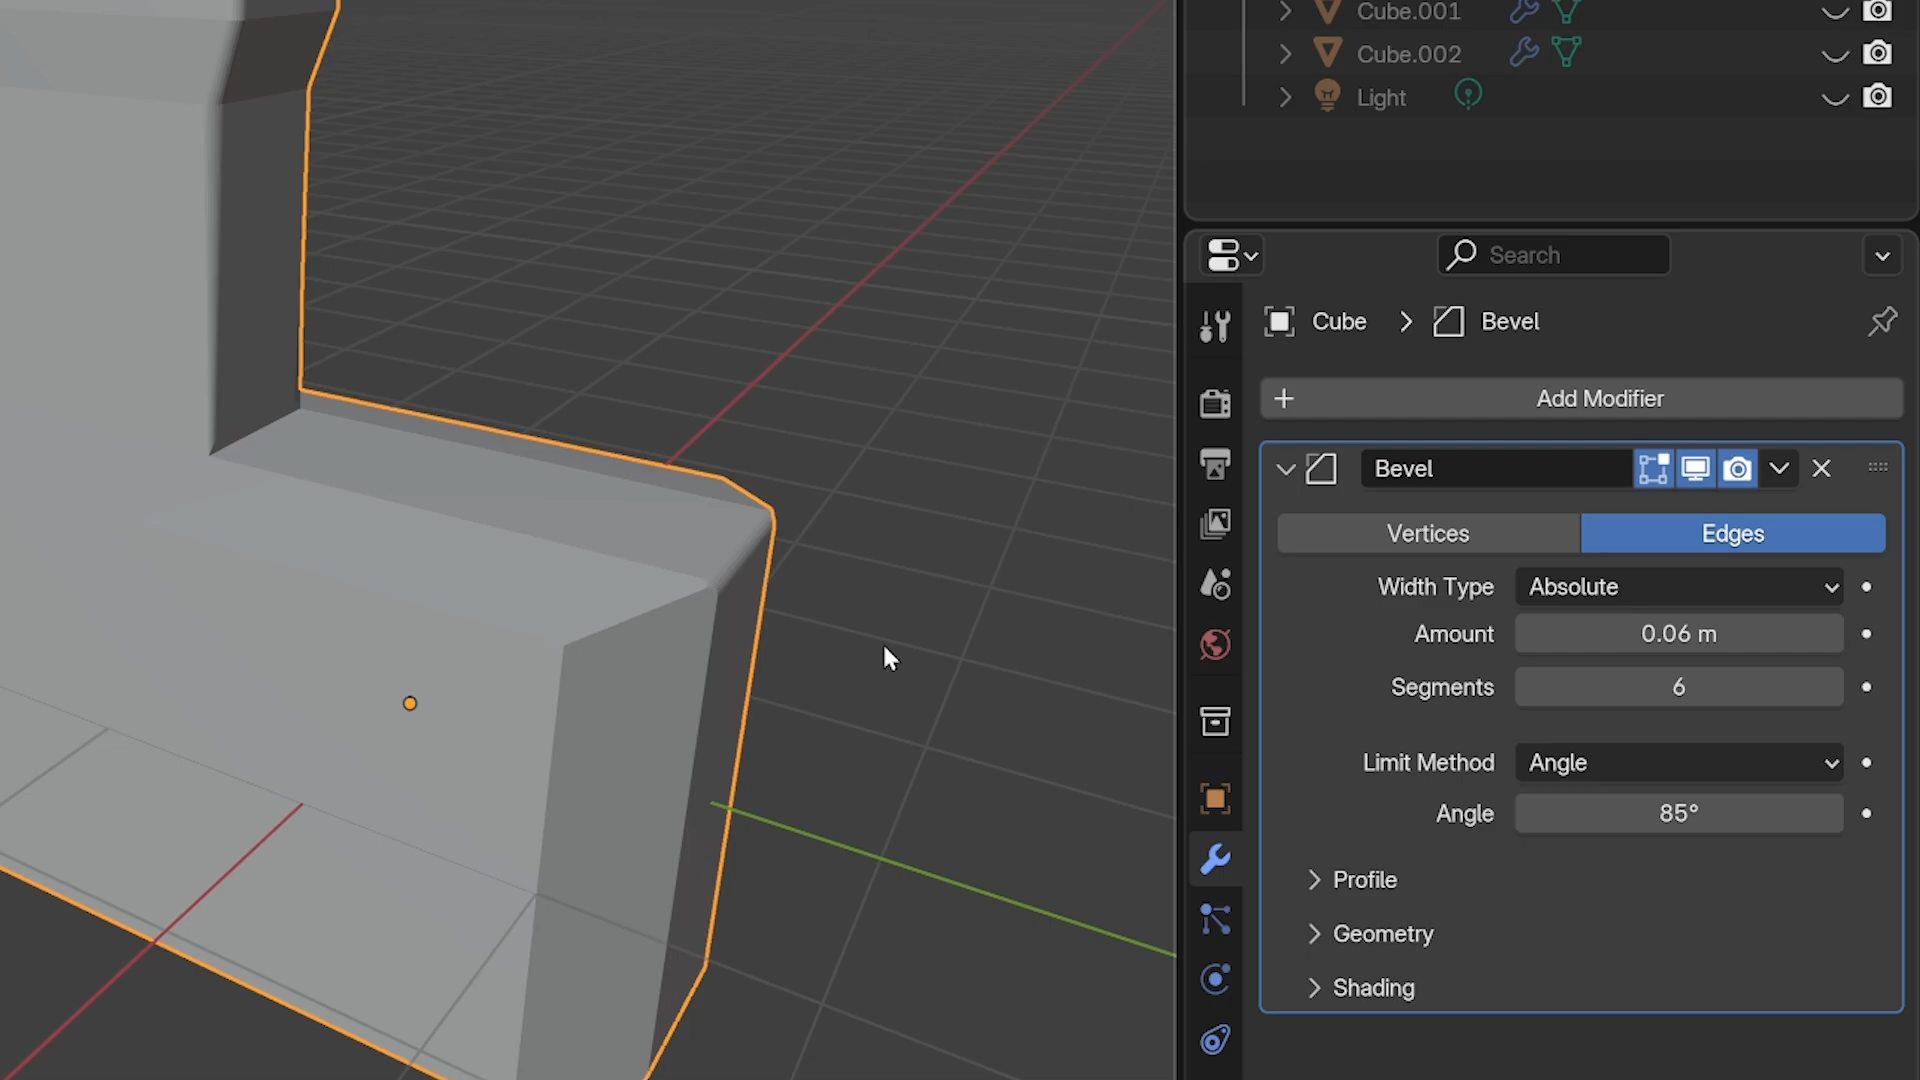 Cube.001
Cube.002
Light
Search
Cube > Bevel
Add Modifier
Bevel
Vertices Edges
Width Type Absolute
Amount 0.06 m
Segments 6
Limit Method Angle
Angle 85°
Profile
Geometry
Shading